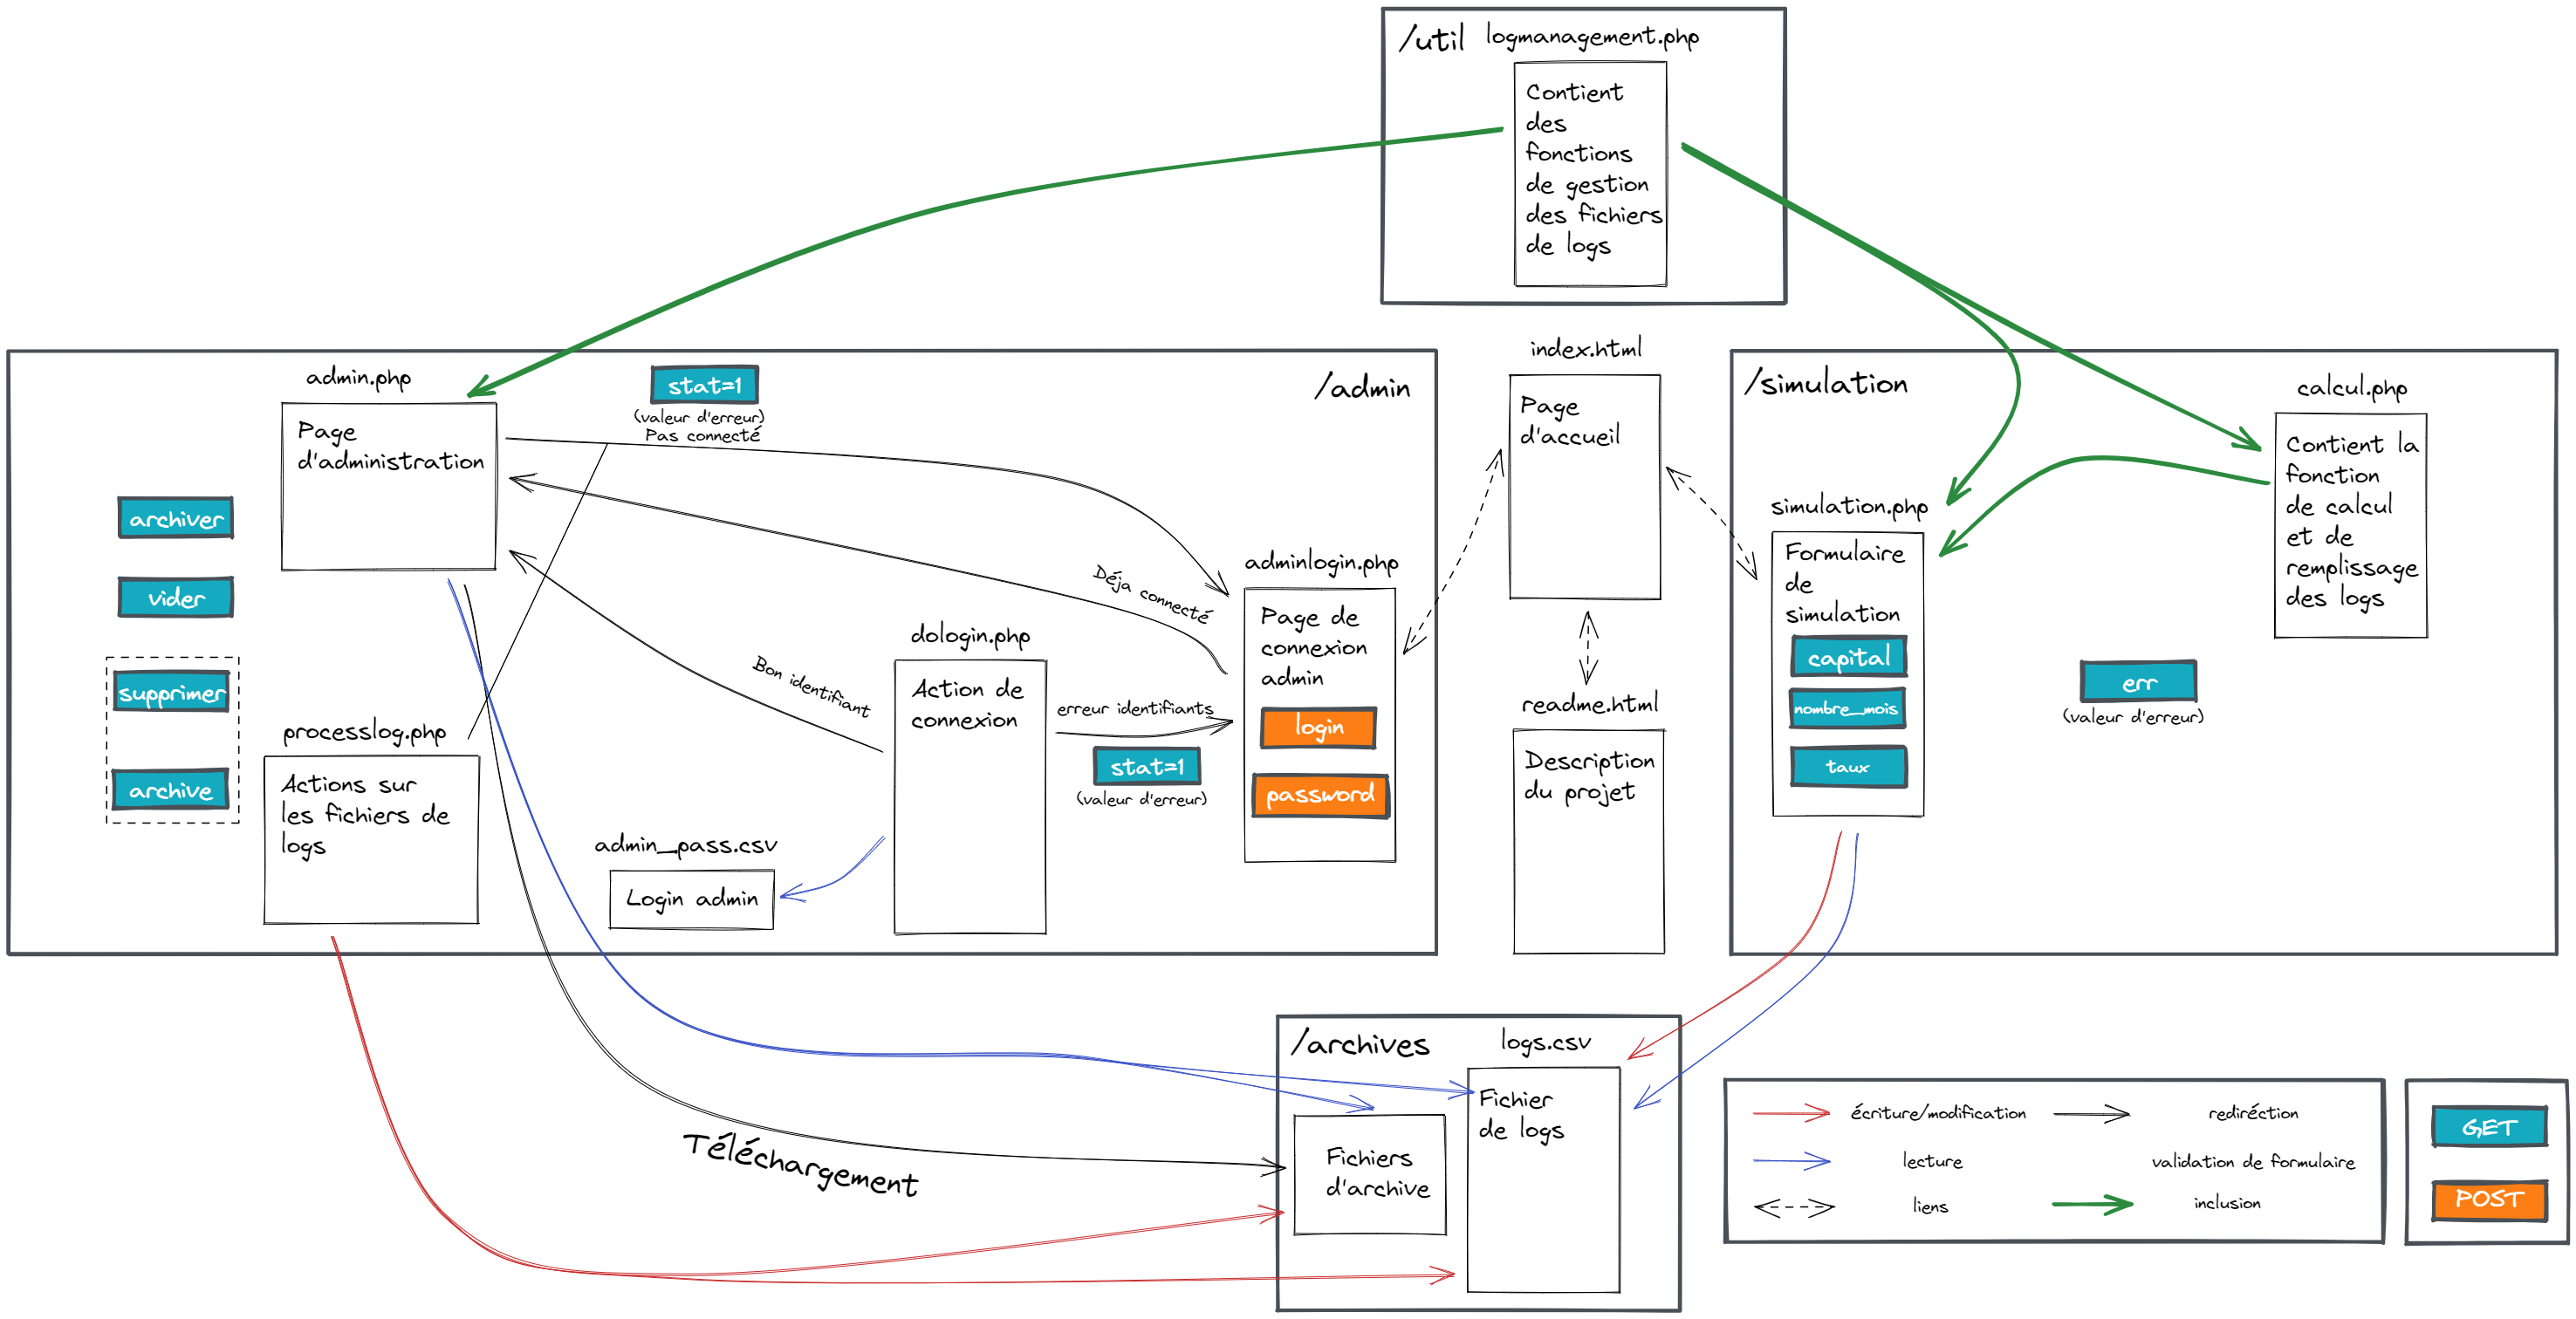 /util
logmanagement.php
Contient
des
fonctions
de gestion
des fichiers
de logs
/admin
admin.php
Page
d'administration
stat=1
(valeur d'erreur)
Pas connecté
archiver
vider
supprimer
archive
processlog.php
Actions sur
les fichiers de
logs
Déja connecté
Bon identifiant
dologin.php
Action de
connexion
erreur identifiants
stat=1
(valeur d'erreur)
admin_pass.csv
Login admin
adminlogin.php
Page de
connexion
admin
login
password
index.html
Page
d'accueil
readme.html
Description
du projet
/simulation
simulation.php
Formulaire
de
simulation
capital
nombre_mois
taux
err
(valeur d'erreur)
calcul.php
Contient la
fonction
de calcul
et de
remplissage
des logs
Téléchargement
/archives
logs.csv
Fichier
de logs
Fichiers
d'archive
écriture/modification
rediréction
lecture
validation de formulaire
liens
inclusion
GET
POST